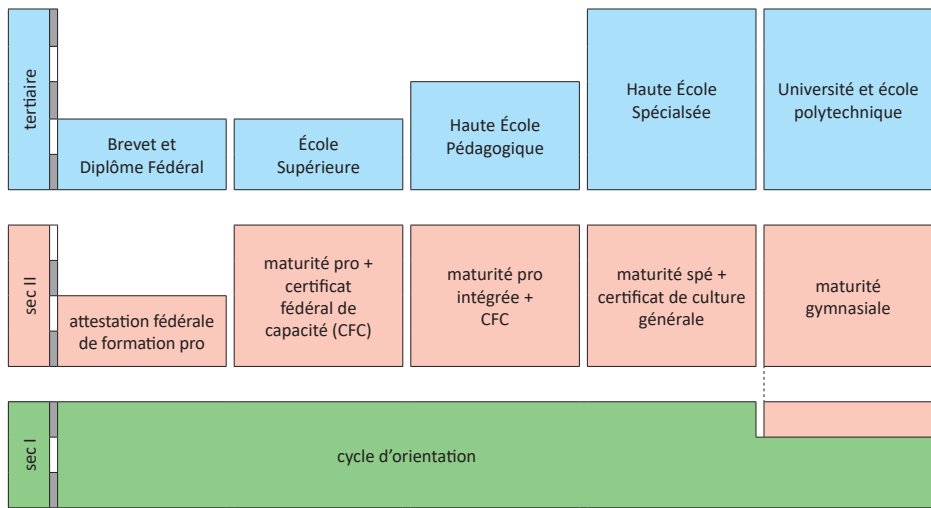 tertiaire
Brevet et
Diplôme Fédéral
École
Supérieure
Haute École
Pédagogique
Haute École
Spécialsée
Université et école
polytechnique
sec II
attestation fédérale
de formation pro
maturité pro +
certificat
fédéral de
capacité (CFC)
maturité pro
intégrée +
CFC
maturité spé +
certificat de culture
générale
maturité
gymnasiale
sec I
cycle d'orientation